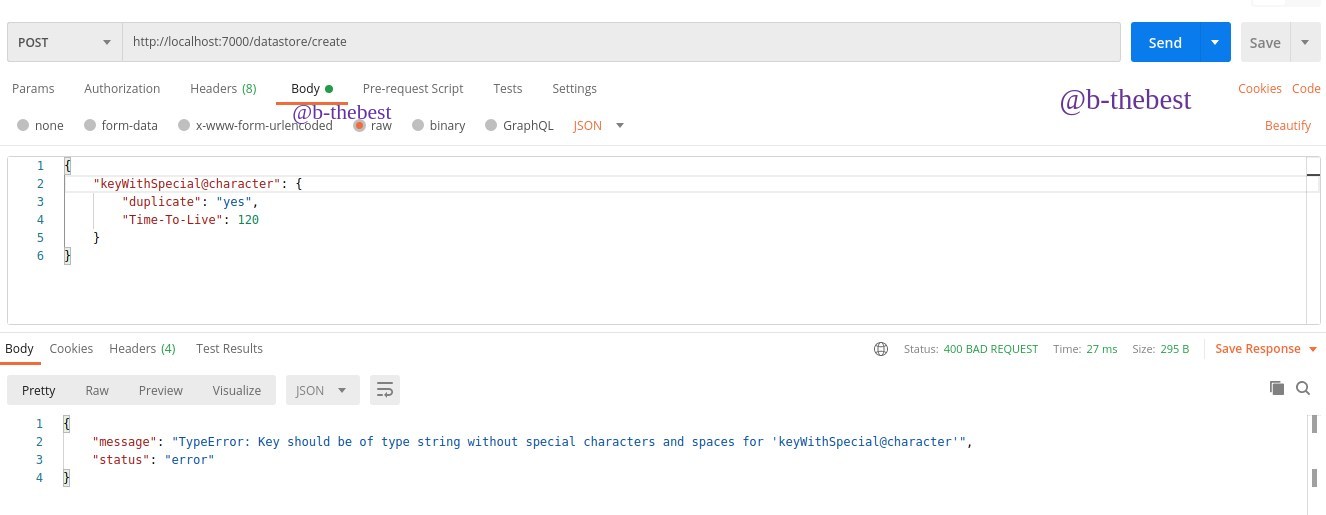 POST http://localhost:7000/datastore/create Send Save
Params Authorization Headers (8) Body Pre-request Script Tests Settings Cookies Code
@b-thebest @b-thebest
none form-data x-www-form-urlencoded raw binary GraphQL JSON Beautify
1 {
2 "keyWithSpecial@character": {
3 "duplicate": "yes",
4 "Time-To-Live": 120
5 }
6 }
Body Cookies Headers (4) Test Results Status: 400 BAD REQUEST Time: 27 ms Size: 295 B Save Response
Pretty Raw Preview Visualize JSON
1 {
2 "message": "TypeError: Key should be of type string without special characters and spaces for 'keyWithSpecial@character'",
3 "status": "error"
4 }